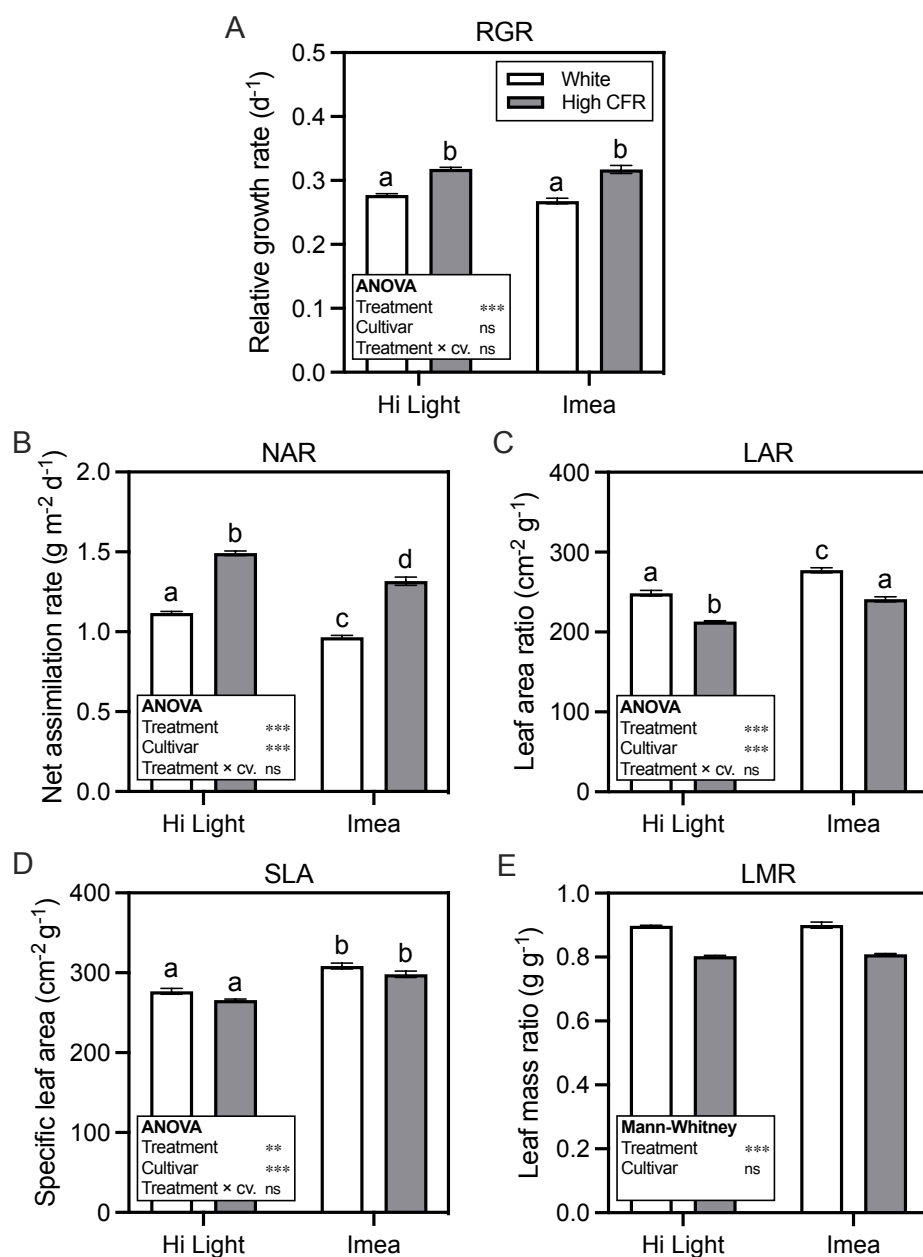 A
RGR
Relative growth rate (d⁻¹)
0.5
0.4
0.3
0.2
0.1
0.0
White
High CFR
a
b
a
b
ANOVA
Treatment ***
Cultivar ns
Treatment × cv. ns
Hi Light
Imea
B
NAR
Net assimilation rate (g m⁻² d⁻¹)
2.0
1.5
1.0
0.5
0.0
a
b
c
d
ANOVA
Treatment ***
Cultivar ***
Treatment × cv. ns
Hi Light
Imea
C
LAR
Leaf area ratio (cm⁻² g⁻¹)
400
300
200
100
0
a
b
c
a
ANOVA
Treatment ***
Cultivar ***
Treatment × cv. ns
Hi Light
Imea
D
SLA
Specific leaf area (cm⁻² g⁻¹)
400
300
200
100
0
a
a
b
b
ANOVA
Treatment **
Cultivar ***
Treatment × cv. ns
Hi Light
Imea
E
LMR
Leaf mass ratio (g g⁻¹)
1.0
0.8
0.6
0.4
0.2
0.0
Mann-Whitney
Treatment ***
Cultivar ns
Hi Light
Imea